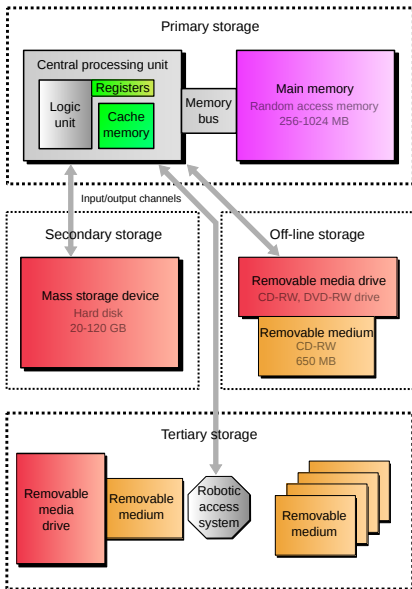 Primary storage
Central processing unit
Registers
Logic
unit
Cache
memory
Memory
bus
Main memory
Random access memory
256-1024 MB
Input/output channels
Secondary storage
Mass storage device
Hard disk
20-120 GB
Off-line storage
Removable media drive
CD-RW, DVD-RW drive
Removable medium
CD-RW
650 MB
Tertiary storage
Removable
media
drive
Removable
medium
Robotic
access
system
Removable
medium